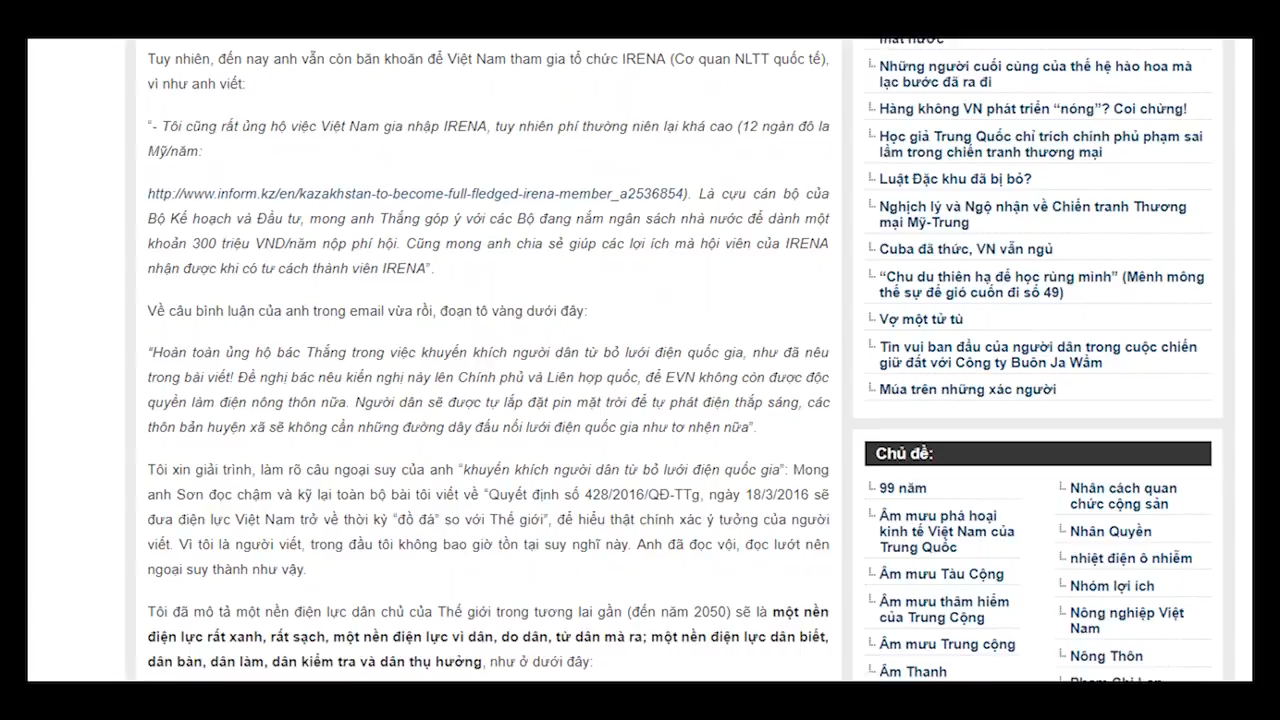 Tuy nhiên, đến nay anh vẫn còn băn khoăn để Việt Nam tham gia tổ chức IRENA (Cơ quan NLTT quốc tế),
vì như anh viết:
“- Tôi cũng rất ủng hộ việc Việt Nam gia nhập IRENA, tuy nhiên phí thường niên lại khá cao (12 ngàn đô la
Mỹ/năm:
http://www.inform.kz/en/kazakhstan-to-become-full-fledged-irena-member_a2536854). Là cựu cán bộ của
Bộ Kế hoạch và Đầu tư, mong anh Thắng góp ý với các Bộ đang nắm ngân sách nhà nước để dành một
khoản 300 triệu VND/năm nộp phí hội. Cũng mong anh chia sẻ giúp các lợi ích mà hội viên của IRENA
nhận được khi có tư cách thành viên IRENA”.
Về câu bình luận của anh trong email vừa rồi, đoạn tô vàng dưới đây:
“Hoàn toàn ủng hộ bác Thắng trong việc khuyến khích người dân từ bỏ lưới điện quốc gia, như đã nêu
trong bài viết! Đề nghị bác nêu kiến nghị này lên Chính phủ và Liên hợp quốc, để EVN không còn được độc
quyền làm điện nông thôn nữa. Người dân sẽ được tự lắp đặt pin mặt trời để tự phát điện thắp sáng, các
thôn bản huyện xã sẽ không cần những đường dây đấu nối lưới điện quốc gia như tơ nhện nữa”.
Tôi xin giải trình, làm rõ câu ngoại suy của anh “khuyến khích người dân từ bỏ lưới điện quốc gia”: Mong
anh Sơn đọc chậm và kỹ lại toàn bộ bài tôi viết về “Quyết định số 428/2016/QĐ-TTg, ngày 18/3/2016 sẽ
đưa điện lực Việt Nam trở về thời kỳ “đồ đá” so với Thế giới”, để hiểu thật chính xác ý tưởng của người
viết. Vì tôi là người viết, trong đầu tôi không bao giờ tồn tại suy nghĩ này. Anh đã đọc vội, đọc lướt nên
ngoại suy thành như vậy.
Tôi đã mô tả một nền điện lực dân chủ của Thế giới trong tương lai gần (đến năm 2050) sẽ là một nền
điện lực rất xanh, rất sạch, một nền điện lực vì dân, do dân, từ dân mà ra; một nền điện lực dân biết,
dân bàn, dân làm, dân kiểm tra và dân thụ hưởng, như ở dưới đây:
mất nước
Những người cuối cùng của thế hệ hào hoa mà
lạc bước đã ra đi
Hàng không VN phát triển “nóng”? Coi chừng!
Học giả Trung Quốc chỉ trích chính phủ phạm sai
lầm trong chiến tranh thương mại
Luật Đặc khu đã bị bỏ?
Nghịch lý và Ngộ nhận về Chiến tranh Thương
mại Mỹ-Trung
Cuba đã thức, VN vẫn ngủ
“Chu du thiên hạ để học rùng mình” (Mênh mông
thế sự để gió cuốn đi số 49)
Vợ một tử tù
Tin vui ban đầu của người dân trong cuộc chiến
giữ đất với Công ty Buôn Ja Wầm
Múa trên những xác người
Chủ đề:
99 năm
Âm mưu phá hoại
kinh tế Việt Nam của
Trung Quốc
Âm mưu Tàu Cộng
Âm mưu thâm hiểm
của Trung Cộng
Âm mưu Trung cộng
Âm Thanh
Nhân cách quan
chức cộng sản
Nhân Quyền
nhiệt điện ô nhiễm
Nhóm lợi ích
Nông nghiệp Việt
Nam
Nông Thôn